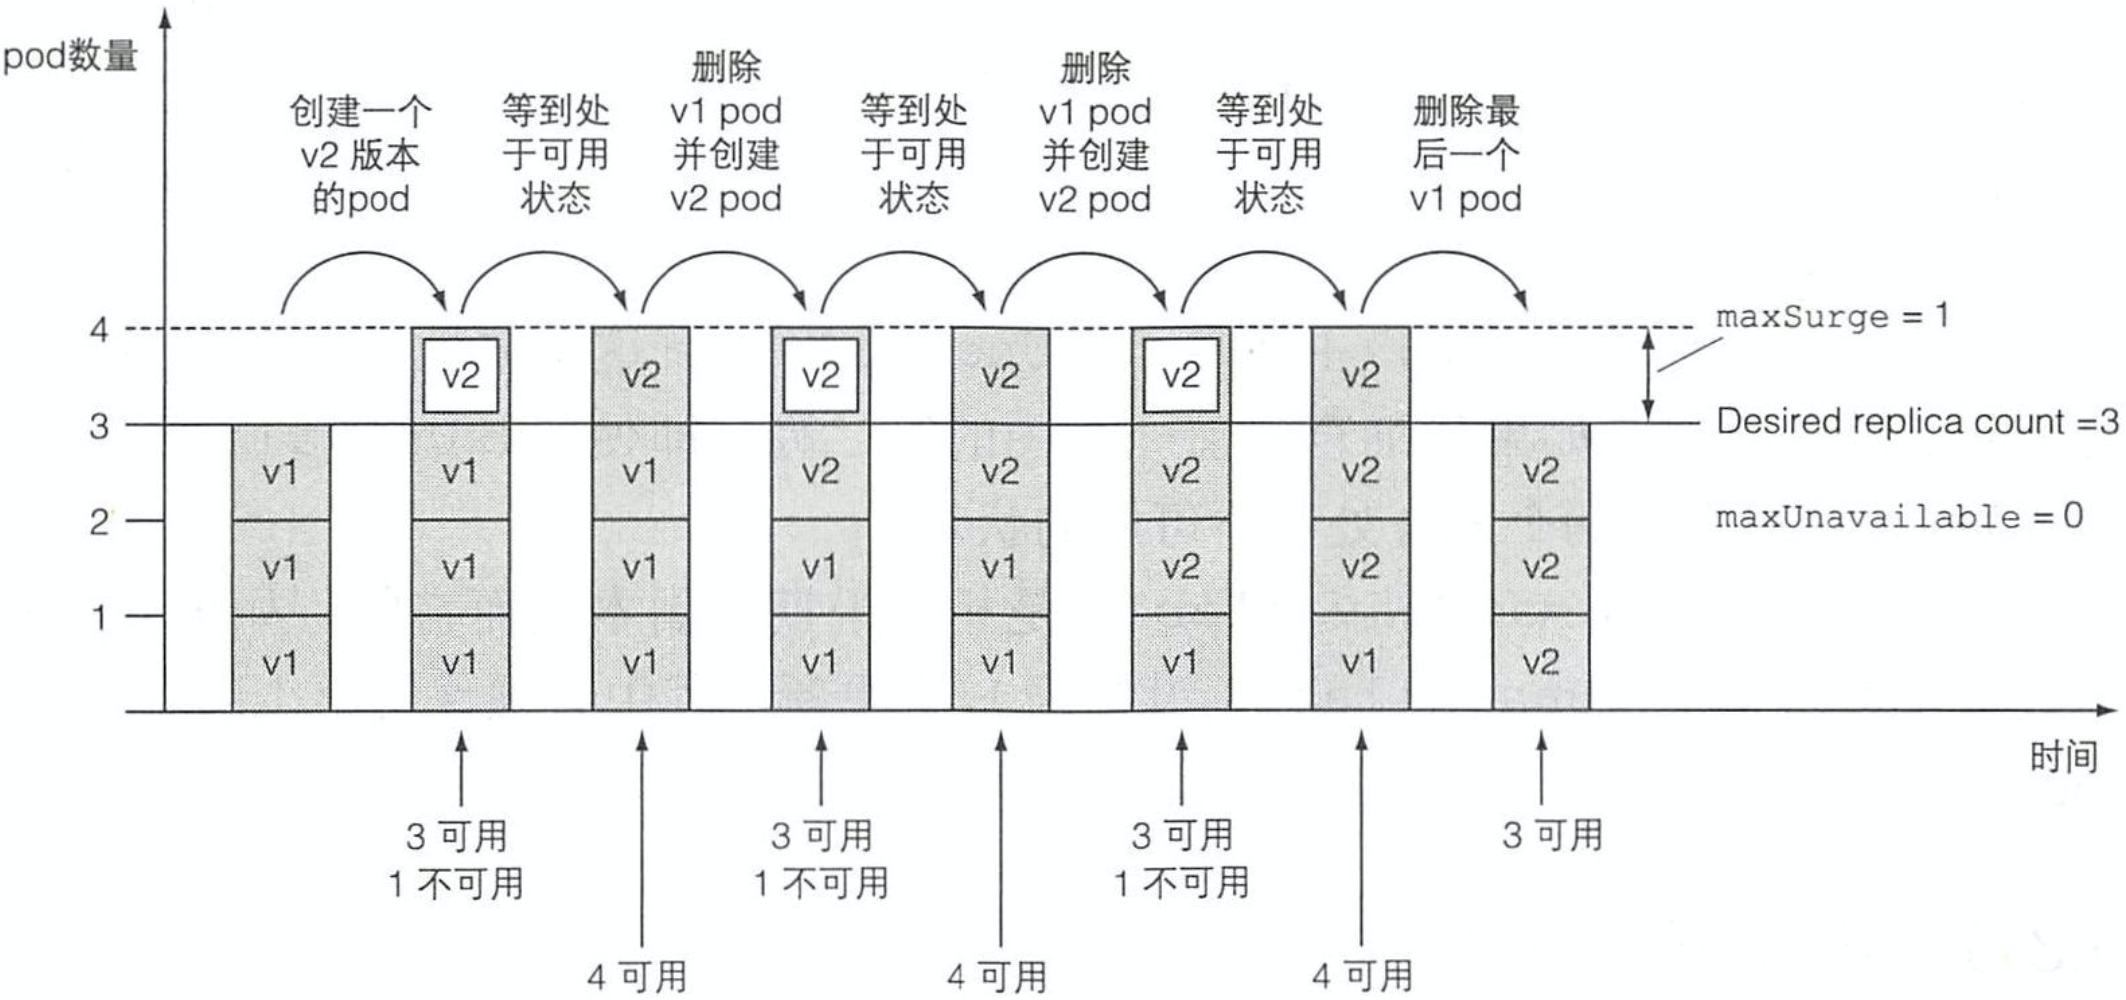 pod数量
创建一个
v2 版本
的pod
等到处
于可用
状态
删除
v1 pod
并创建
v2 pod
等到处
于可用
状态
删除
v1 pod
并创建
v2 pod
等到处
于可用
状态
删除最
后一个
v1 pod
4
3
2
1
maxSurge = 1
Desired replica count =3
maxUnavailable = 0
v2 v2 v2 v2 v2 v2
v1 v1 v1 v2 v2 v2 v2 v2
v1 v1 v1 v1 v1 v2 v2 v2
v1 v1 v1 v1 v1 v1 v1 v2
时间
3 可用
1 不可用
4 可用
3 可用
1 不可用
4 可用
3 可用
1 不可用
4 可用
3 可用